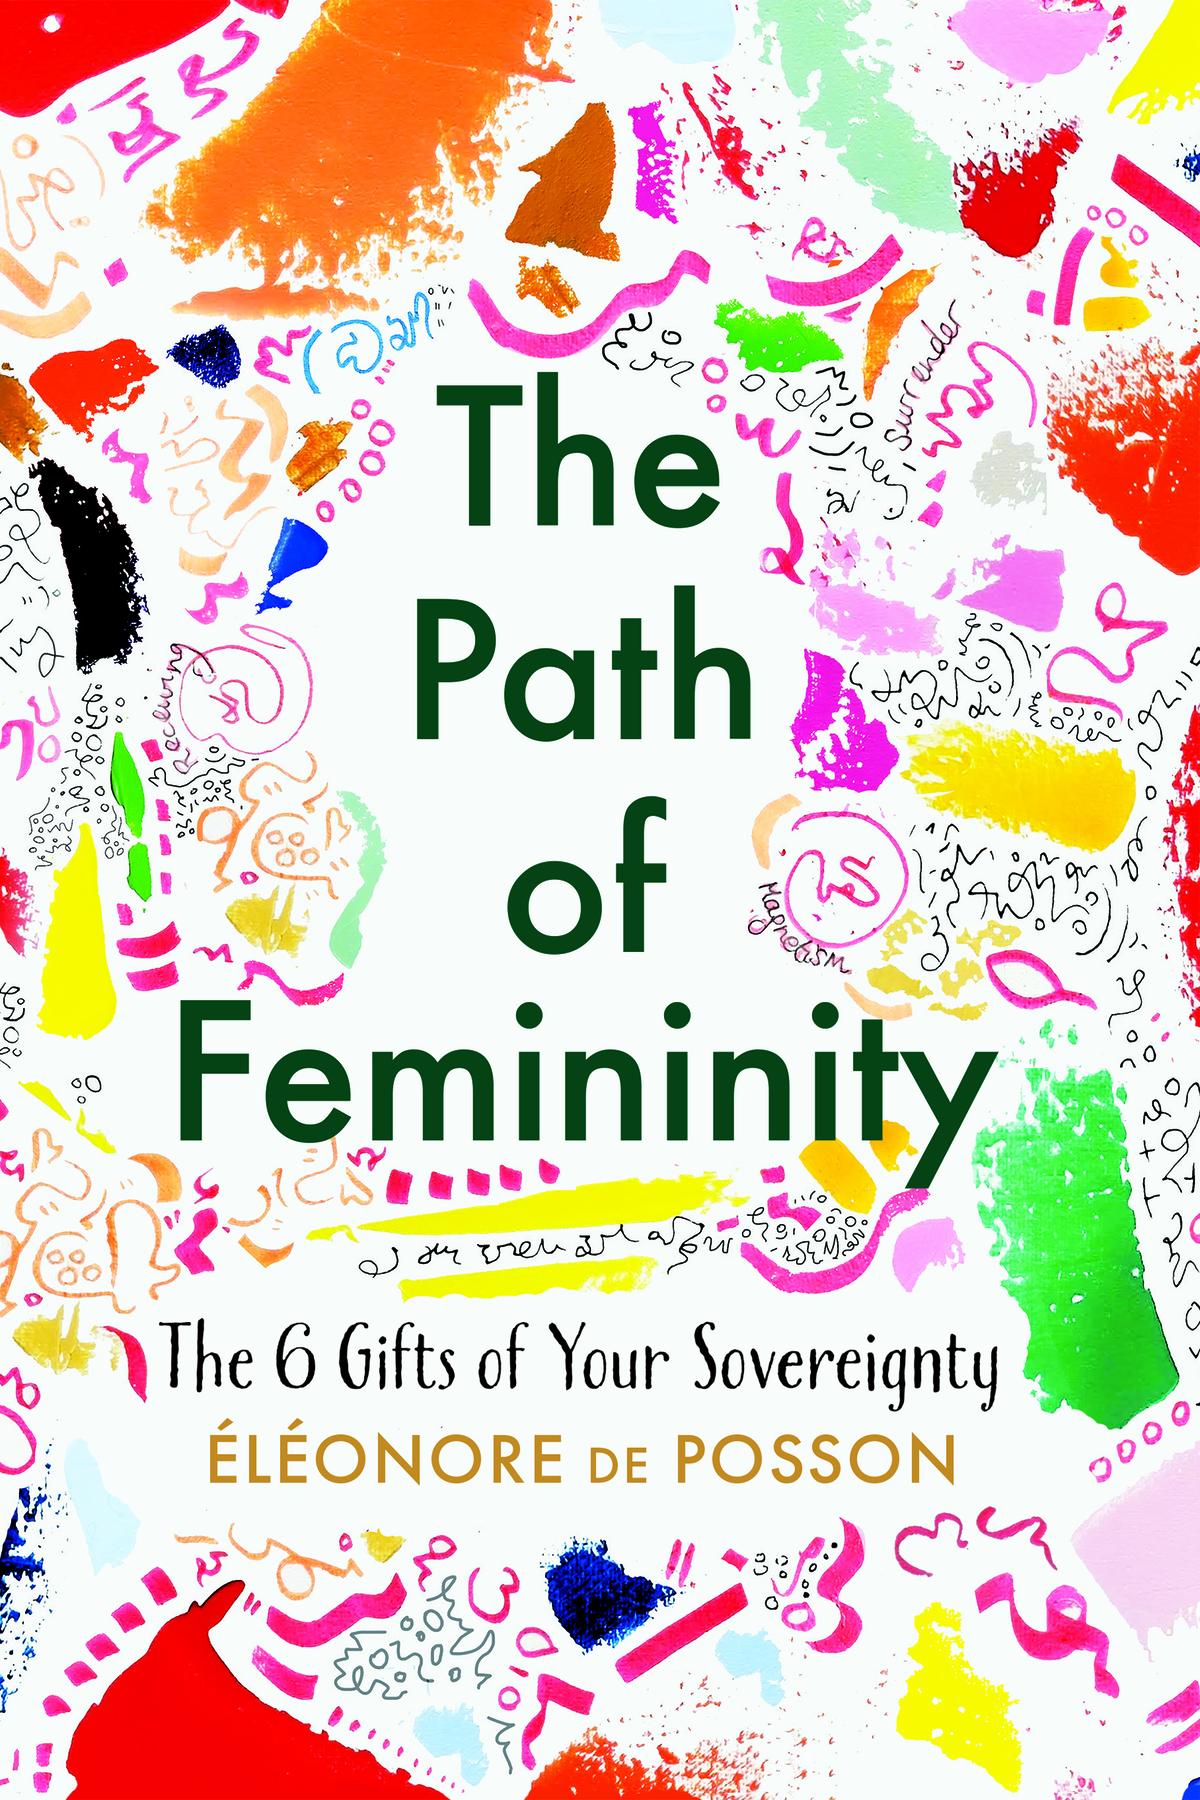 surrender
The
Path
Receiving
of
Magnetism
Femininity
The 6 Gifts of Your Sovereignty
ÉLÉONORE DE POSSON